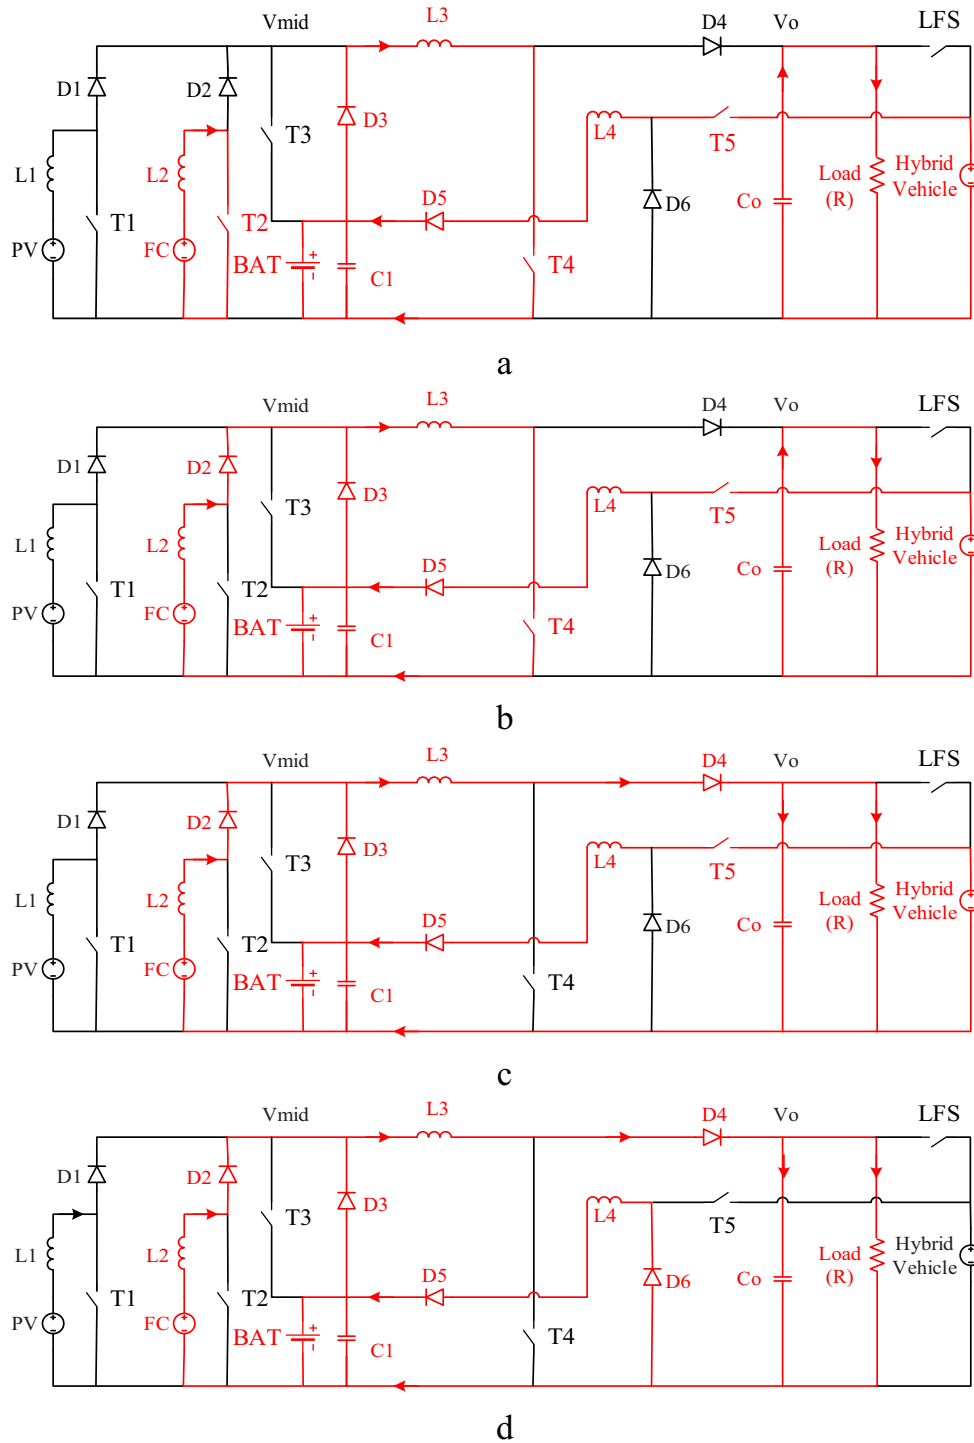 Vmid L3 D4 Vo LFS
D1 D2 D3 T3 L4 T5
L1 L2 D5 D6 Co Load (R) Hybrid Vehicle
PV T1 FC T2 BAT + - C1 T4
a
Vmid L3 D4 Vo LFS
D1 D2 D3 T3 L4 T5
L1 L2 D5 D6 Co Load (R) Hybrid Vehicle
PV T1 FC T2 BAT + - C1 T4
b
Vmid L3 D4 Vo LFS
D1 D2 D3 T3 L4 T5
L1 L2 D5 D6 Co Load (R) Hybrid Vehicle
PV T1 FC T2 BAT + - C1 T4
c
Vmid L3 D4 Vo LFS
D1 D2 D3 T3 L4 T5
L1 L2 D5 D6 Co Load (R) Hybrid Vehicle
PV T1 FC T2 BAT + - C1 T4
d